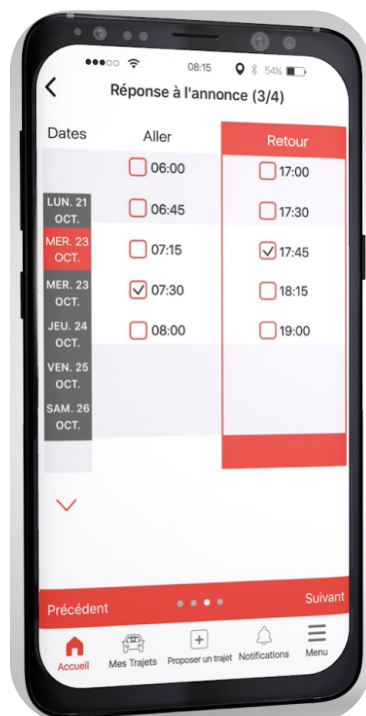 08:15 54%
Réponse à l'annonce (3/4)
Dates Aller Retour
06:00 17:00
LUN. 21 OCT. 06:45 17:30
MER. 23 OCT. 07:15 17:45
MER. 23 OCT. 07:30 18:15
JEU. 24 OCT. 08:00 19:00
VEN. 25 OCT.
SAM. 26 OCT.
Précédent Suivant
Accueil Mes Trajets Proposer un trajet Notifications Menu